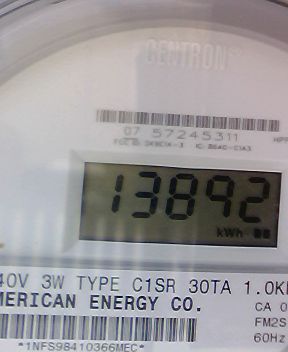 CENTRON®
07 57245311
13892
kWh
40V 3W TYPE C1SR 30TA 1.0K
MERICAN ENERGY CO.
CA 0
FM2S
60Hz
*1NFS98410366MEC*